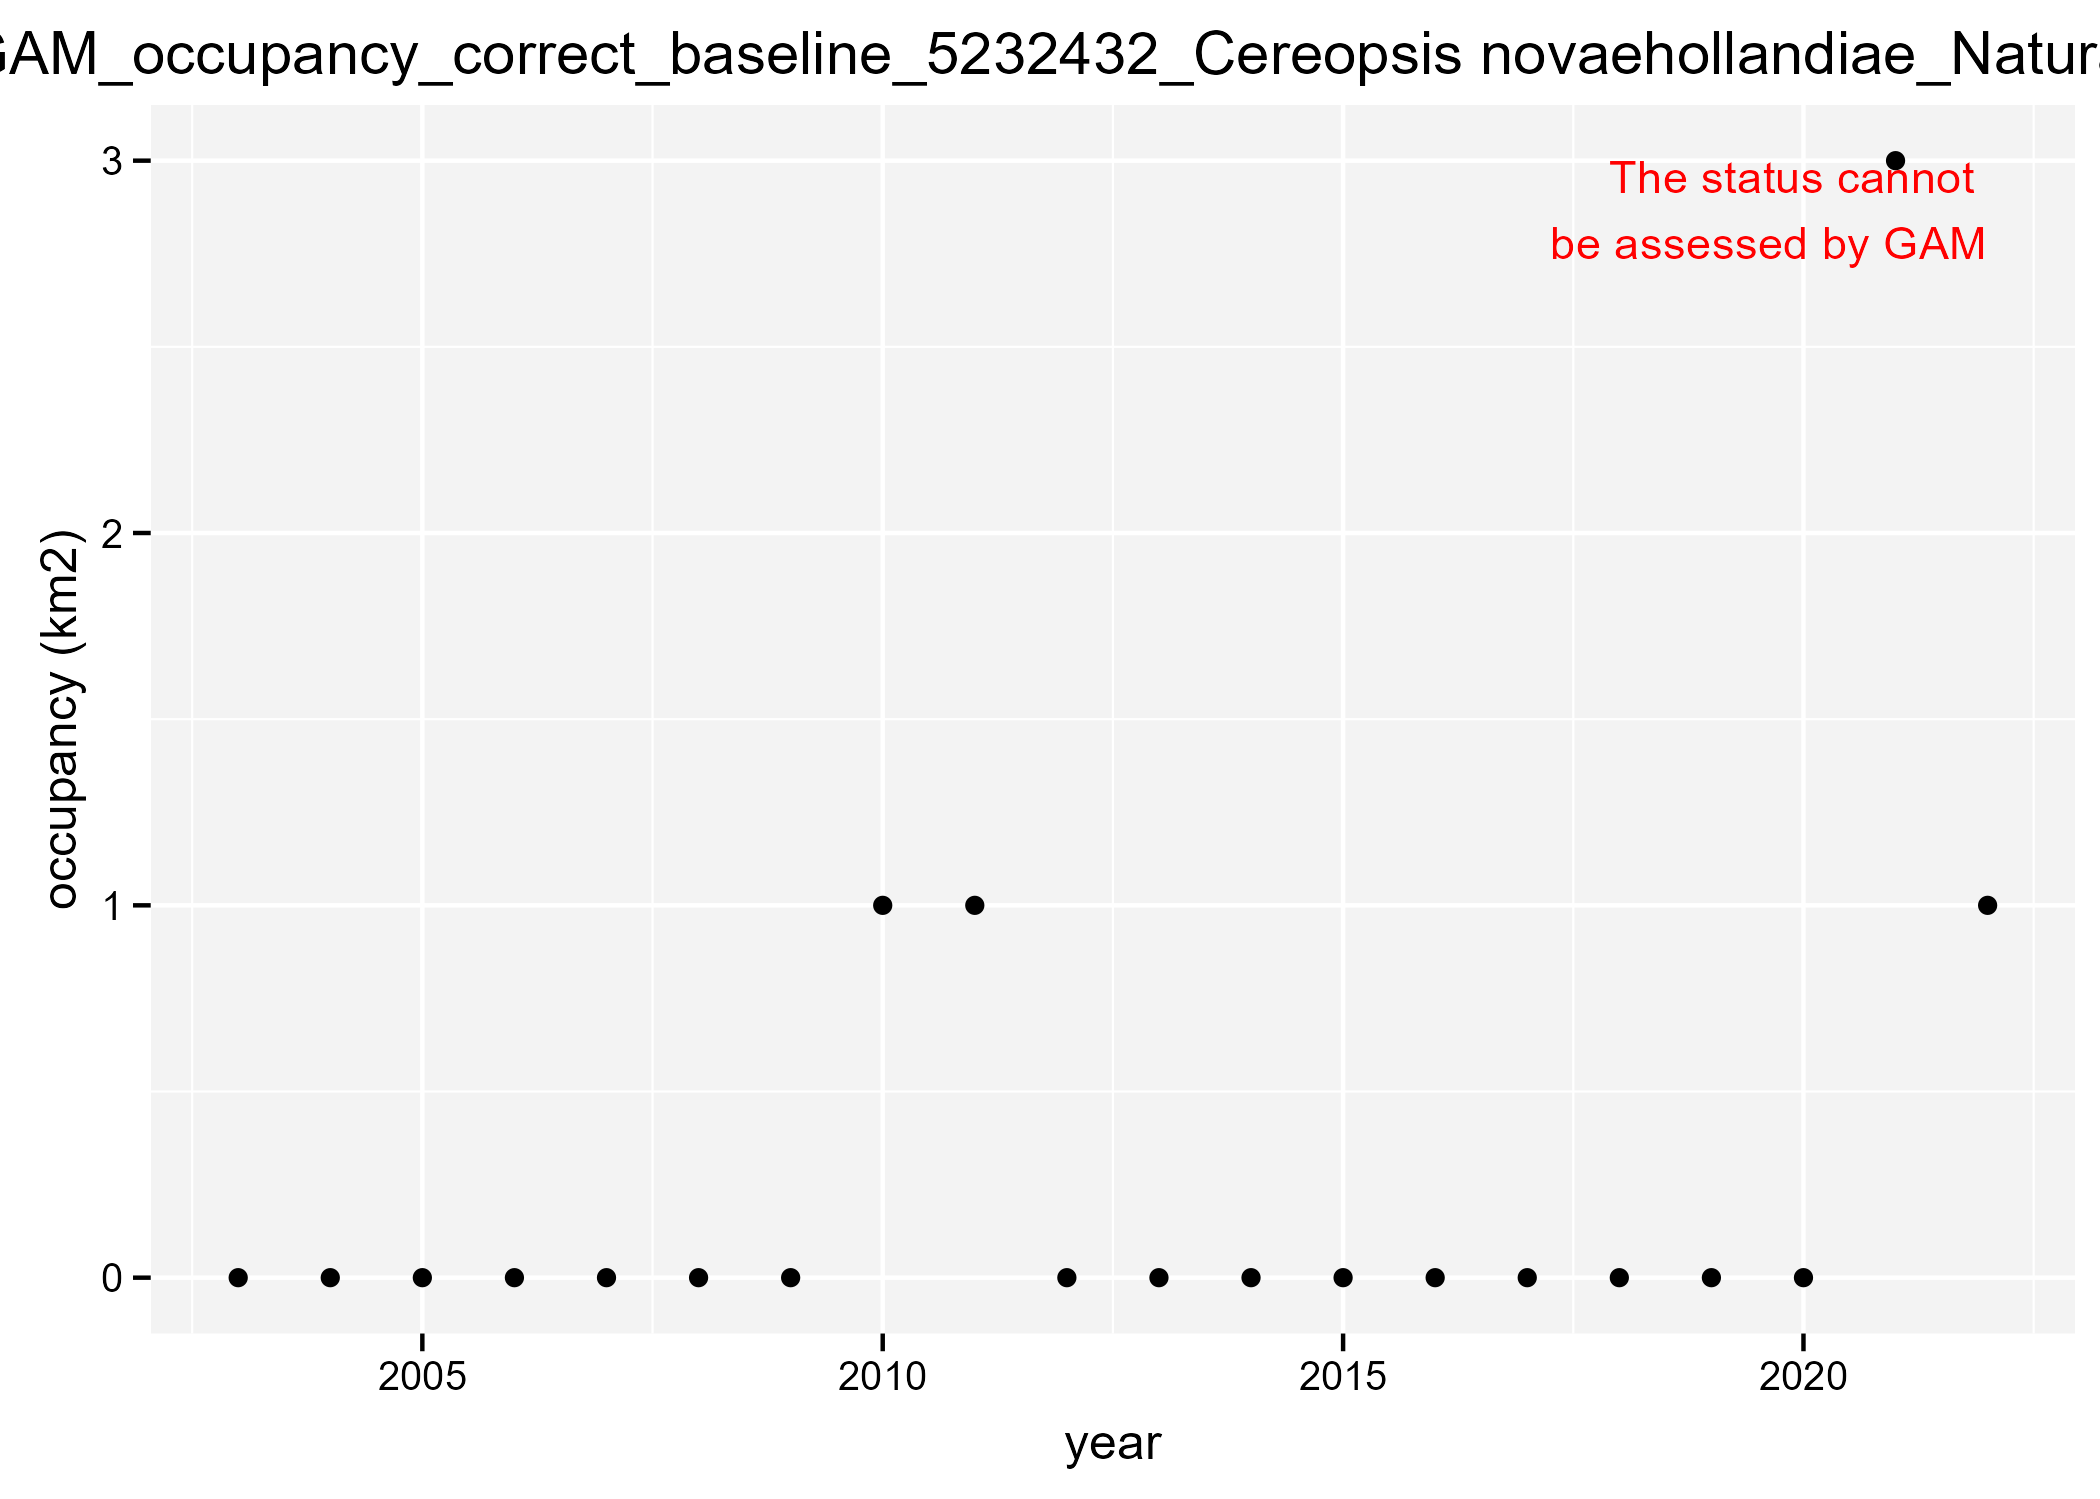 GAM_occupancy_correct_baseline_5232432_Cereopsis novaehollandiae_Natura
3
The status cannot
be assessed by GAM
2
occupancy (km2)
1
0
2005 2010 2015 2020
year